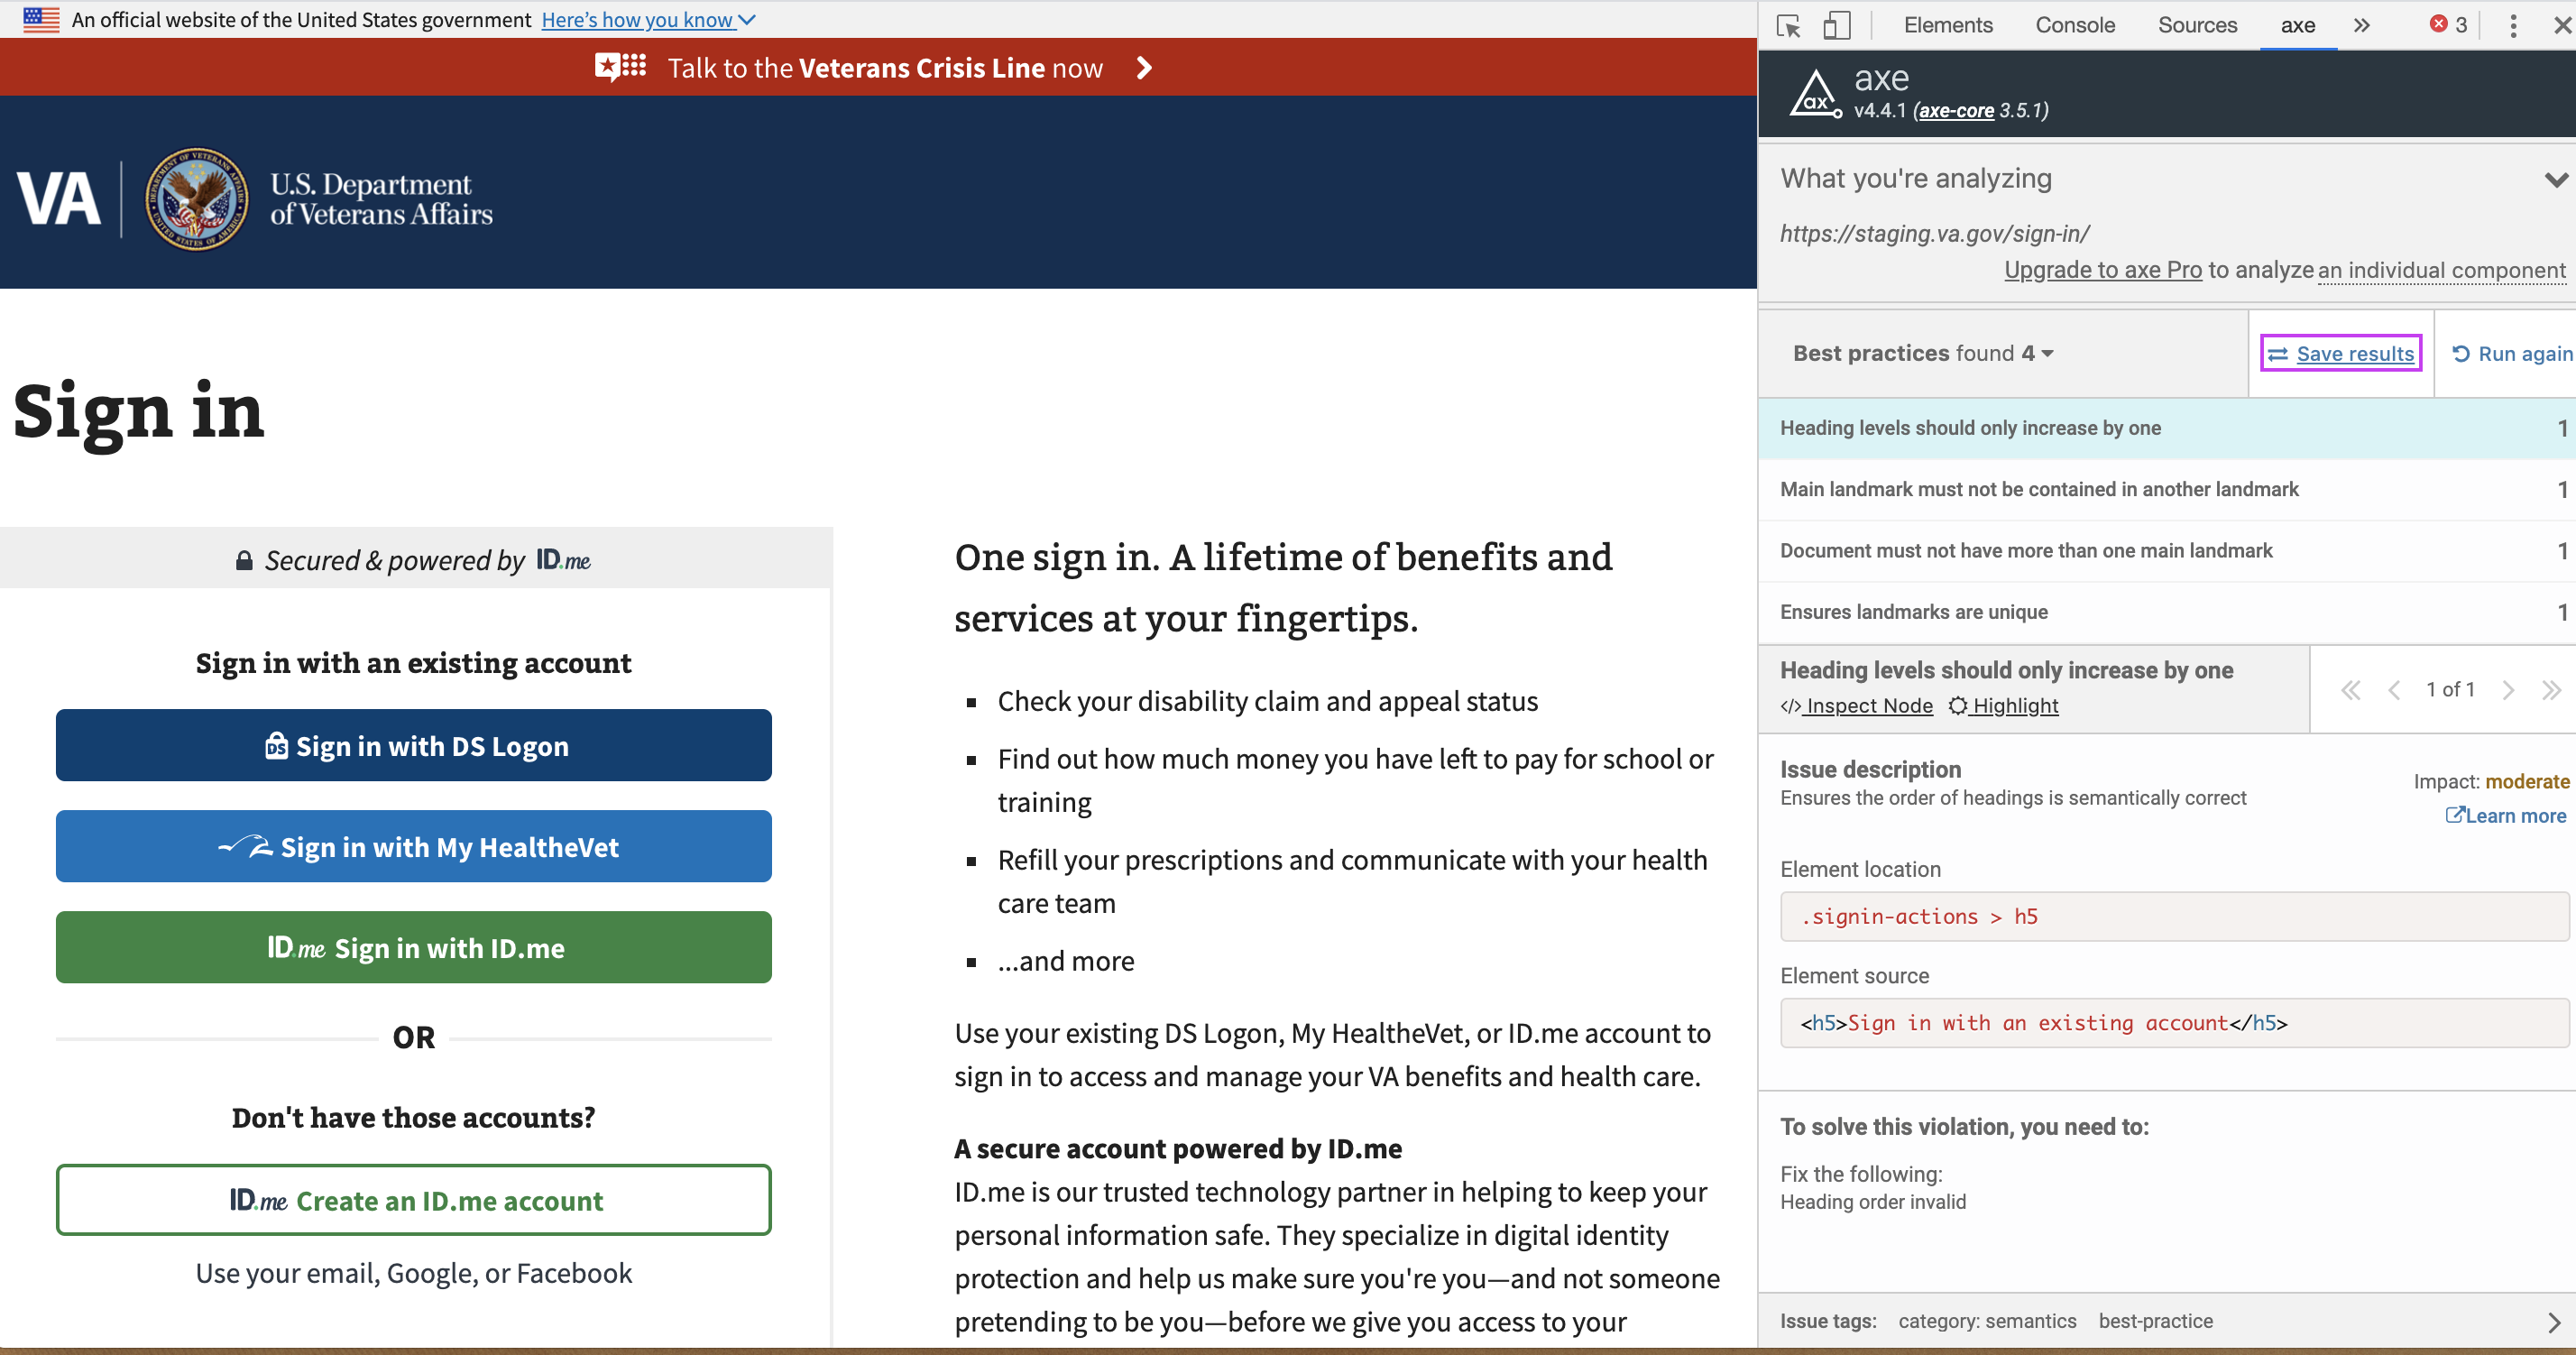 An official website of the United States government Here's how you know
Talk to the Veterans Crisis Line now
VA
U.S. Department
of Veterans Affairs
Sign in
Secured & powered by ID.me
Sign in with an existing account
DS Sign in with DS Logon
Sign in with My HealtheVet
ID.me Sign in with ID.me
OR
Don't have those accounts?
ID.me Create an ID.me account
Use your email, Google, or Facebook
One sign in. A lifetime of benefits and
services at your fingertips.
Check your disability claim and appeal status
Find out how much money you have left to pay for school or
training
Refill your prescriptions and communicate with your health
care team
...and more
Use your existing DS Logon, My HealtheVet, or ID.me account to
sign in to access and manage your VA benefits and health care.
A secure account powered by ID.me
ID.me is our trusted technology partner in helping to keep your
personal information safe. They specialize in digital identity
protection and help us make sure you're you—and not someone
pretending to be you—before we give you access to your
Elements Console Sources axe 3
ax
axe
v4.4.1 (axe-core 3.5.1)
What you're analyzing
https://staging.va.gov/sign-in/
Upgrade to axe Pro to analyze an individual component
Best practices found 4
Save results
Run again
Heading levels should only increase by one 1
Main landmark must not be contained in another landmark 1
Document must not have more than one main landmark 1
Ensures landmarks are unique 1
Heading levels should only increase by one
</> Inspect Node Highlight
1 of 1
Issue description
Ensures the order of headings is semantically correct
Impact: moderate
Learn more
Element location
.signin-actions > h5
Element source
<h5>Sign in with an existing account</h5>
To solve this violation, you need to:
Fix the following:
Heading order invalid
Issue tags: category: semantics best-practice